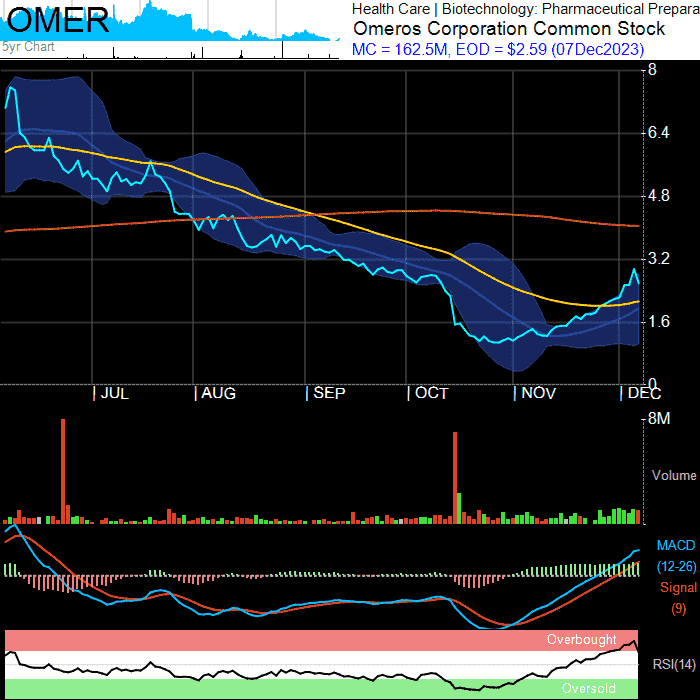 OMER
Health Care | Biotechnology: Pharmaceutical Prepara
Omeros Corporation Common Stock
5yr Chart
MC = 162.5M, EOD = $2.59 (07Dec2023)
8
6.4
4.8
3.2
1.6
0
| JUL | AUG | SEP | OCT | NOV | DEC
8M
Volume
MACD
(12-26)
Signal
(9)
Overbought
RSI(14)
Oversold